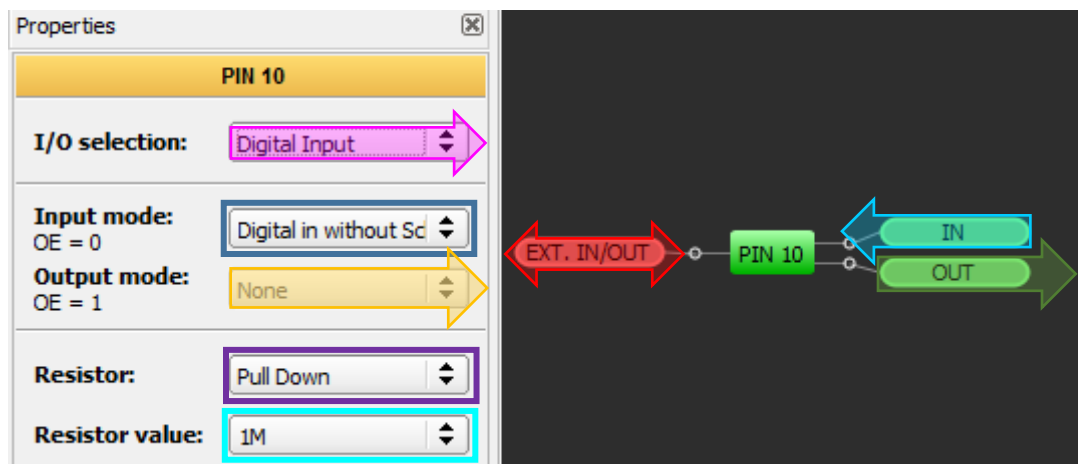 Properties
PIN 10
I/O selection: Digital Input
Input mode: Digital in without Sc
OE = 0
Output mode: None
OE = 1
Resistor: Pull Down
Resistor value: 1M
EXT. IN/OUT
PIN 10
IN
OUT